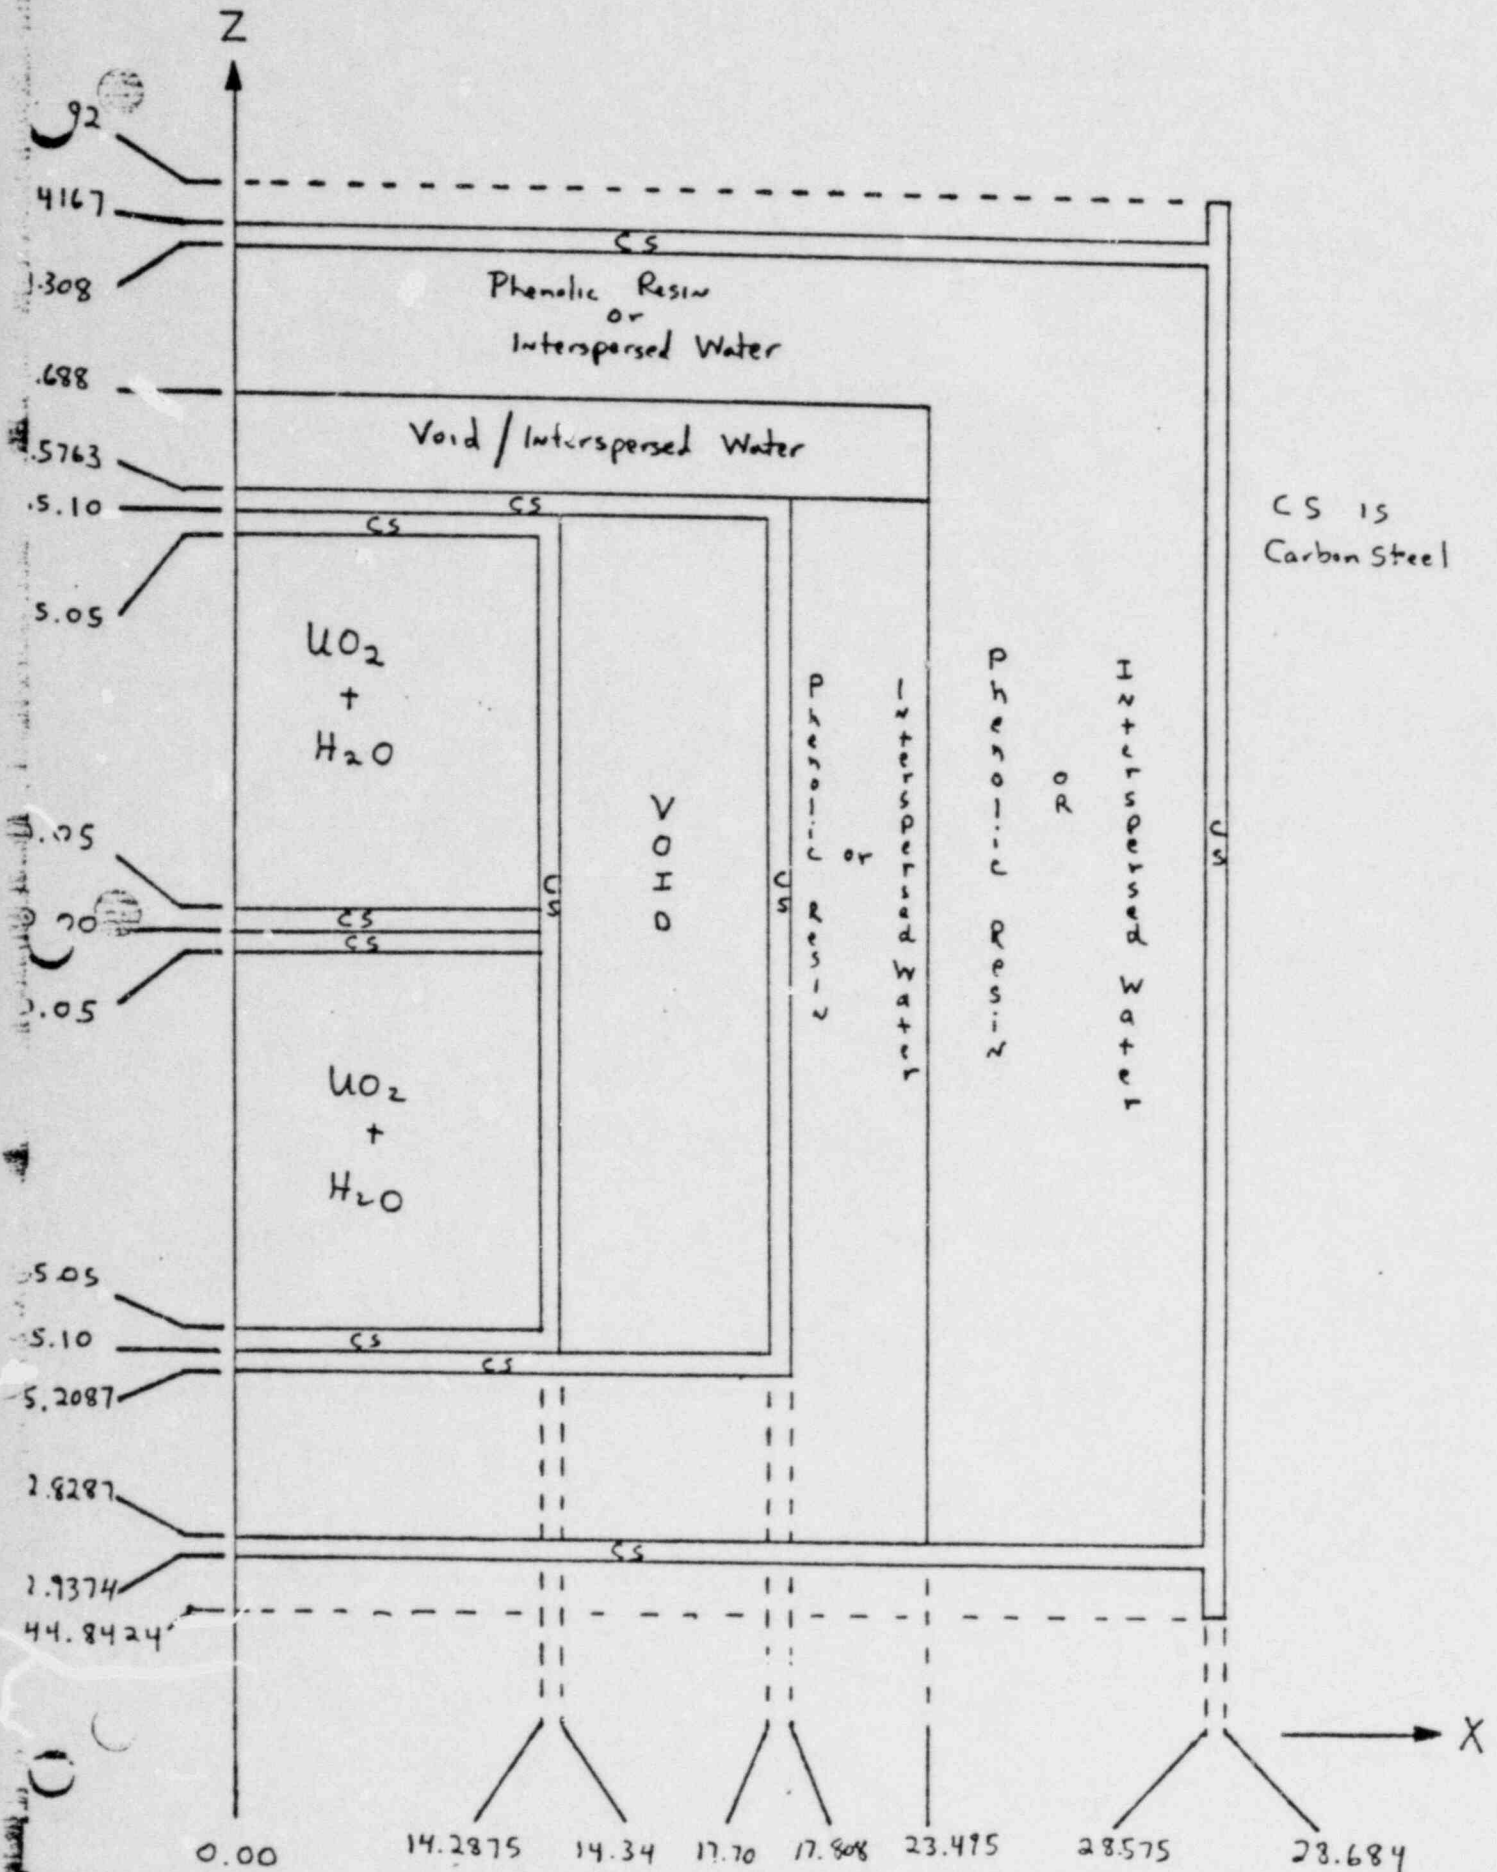 Z
92
4167
.308
CS
Phenolic Resin
or
Interspersed Water
.688
Void / Interspersed Water
.5763
5.10
CS
CS
5.05
CS is
Carbon Steel
UO2
+
H2O
VOID
CS
CS
Phenolic Resin
or
Interspersed Water
Phenolic Resin
OR
Interspersed Water
CS
.05
CS
CS
.05
UO2
+
H2O
5.05
5.10
CS
CS
5.2087
2.8287
CS
2.9374
44.8424
X
0.00
14.2875
14.34
17.70
17.808
23.495
28.575
28.684